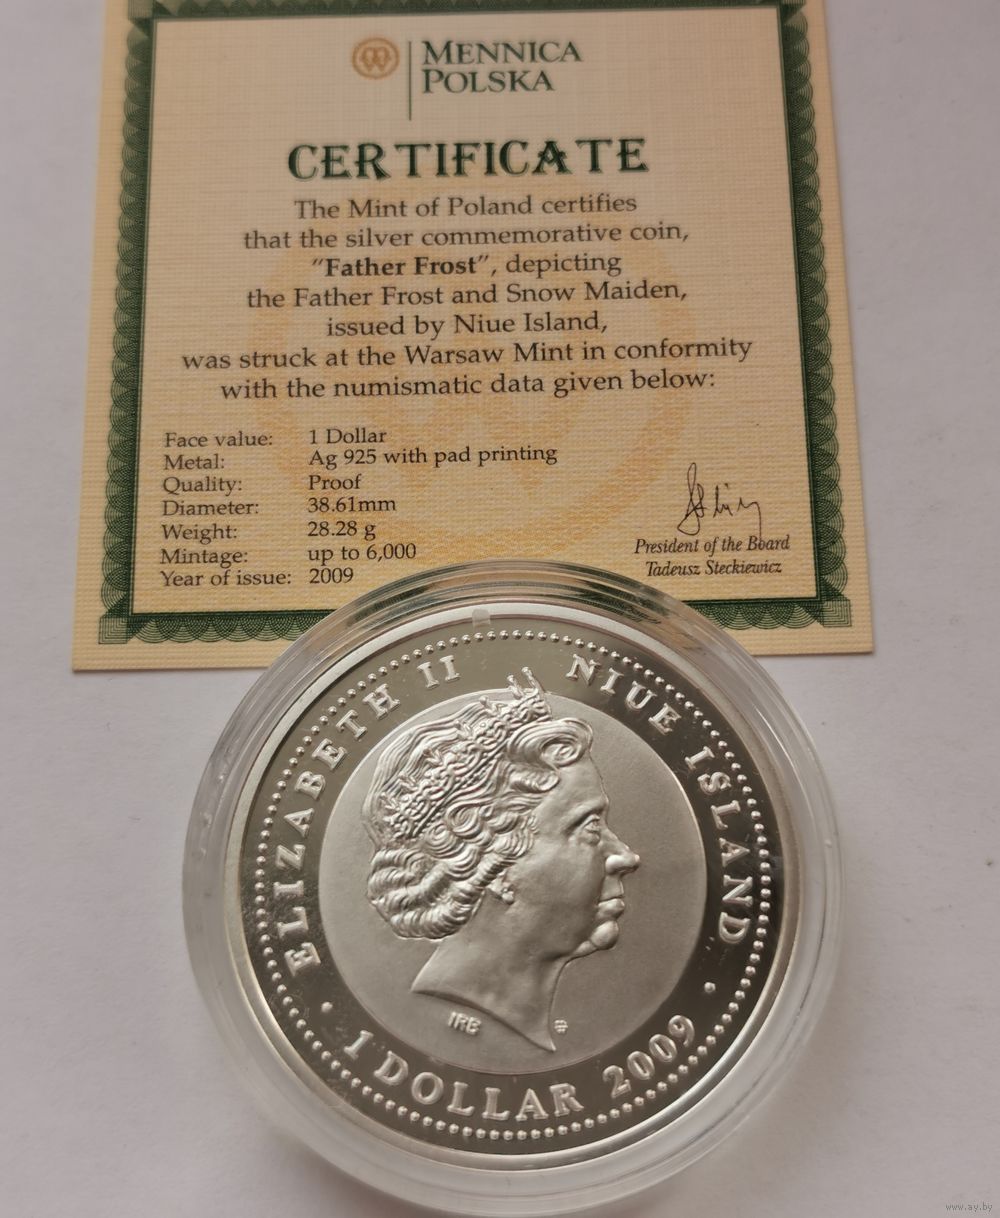 MENNICA
POLSKA
CERTIFICATE
The Mint of Poland certifies
that the silver commemorative coin,
"Father Frost", depicting
the Father Frost and Snow Maiden,
issued by Niue Island,
was struck at the Warsaw Mint in conformity
with the numismatic data given below:
Face value: 1 Dollar
Metal: Ag 925 with pad printing
Quality: Proof
Diameter: 38.61mm
Weight: 28.28 g
Mintage: up to 6,000
Year of issue: 2009
President of the Board
Tadeusz Steckiewicz
ELIZABETH II NIUE ISLAND
· 1 DOLLAR 2009 ·
IRB
www.ay.by